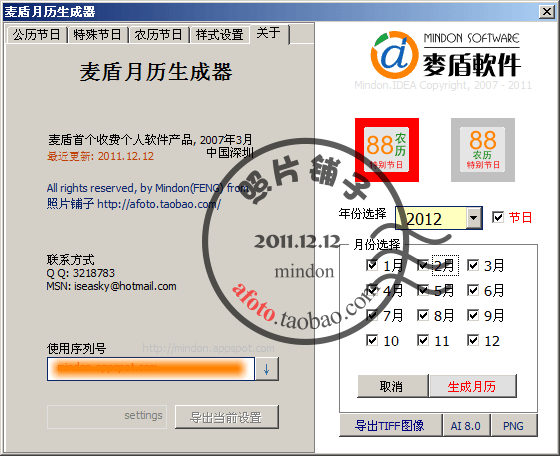 麦盾月历生成器
公历节日 特殊节日 农历节日 样式设置 关于
麦盾月历生成器
麦盾首个收费个人软件产品, 2007年3月
最近更新: 2011.12.12 中国深圳
All rights reserved, by Mindon(FENG) from
照片铺子 http://afoto.taobao.com/
联系方式
Q Q: 3218783
MSN: iseasky@hotmail.com
使用序列号 http://mindon.appspot.com
↓
settings 导出当前设置
MINDON SOFTWARE
麥盾軟件
Mindon.IDEA Copyright, 2007 - 2011
88 农历
特别节日
88 农历
特别节日
年份选择 2012 节日
月份选择
1月 2月 3月
4月 5月 6月
7月 8月 9月
10 11 12
取消 生成月历
导出TIFF图像 AI 8.0 PNG
照片铺子
2011.12.12
mindon
afoto.taobao.com